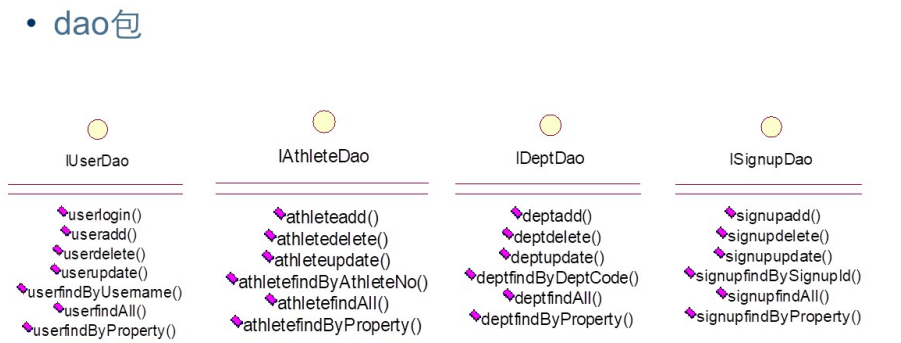 • dao包
IUserDao
userlogin()
useradd()
userdelete()
userupdate()
userfindByUsername()
userfindAll()
userfindByProperty()
IAthleteDao
athleteadd()
athletedelete()
athleteupdate()
athletefindByAthleteNo()
athletefindAll()
athletefindByProperty()
IDeptDao
deptadd()
deptdelete()
deptupdate()
deptfindByDeptCode()
deptfindAll()
deptfindByProperty()
ISignupDao
signupadd()
signupdelete()
signupupdate()
signupfindBySignupId()
signupfindAll()
signupfindByProperty()